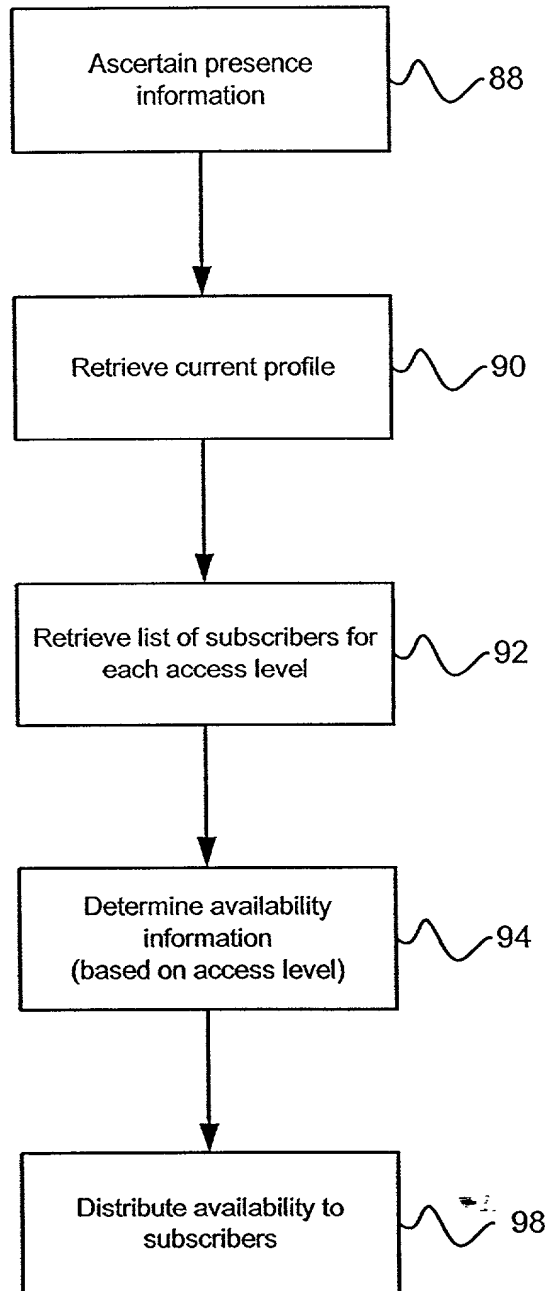 Ascertain presence
information
88
Retrieve current profile
90
Retrieve list of subscribers for
each access level
92
Determine availability
information
(based on access level)
94
Distribute availability to
subscribers
98